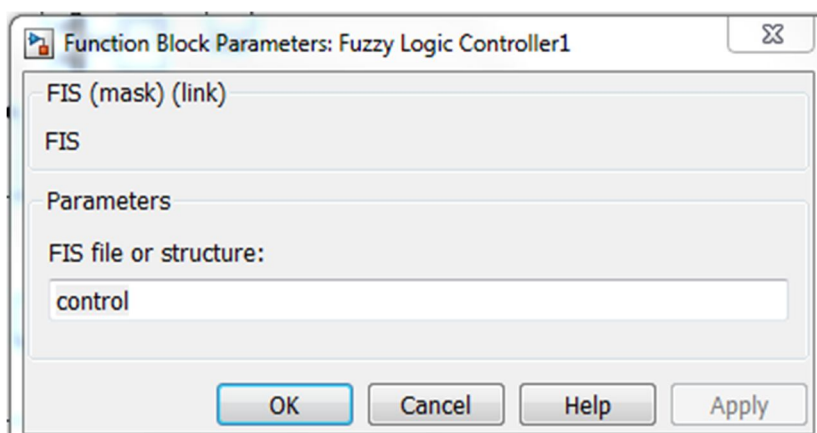 Function Block Parameters: Fuzzy Logic Controller1
FIS (mask) (link)
FIS
Parameters
FIS file or structure:
control
OK Cancel Help Apply